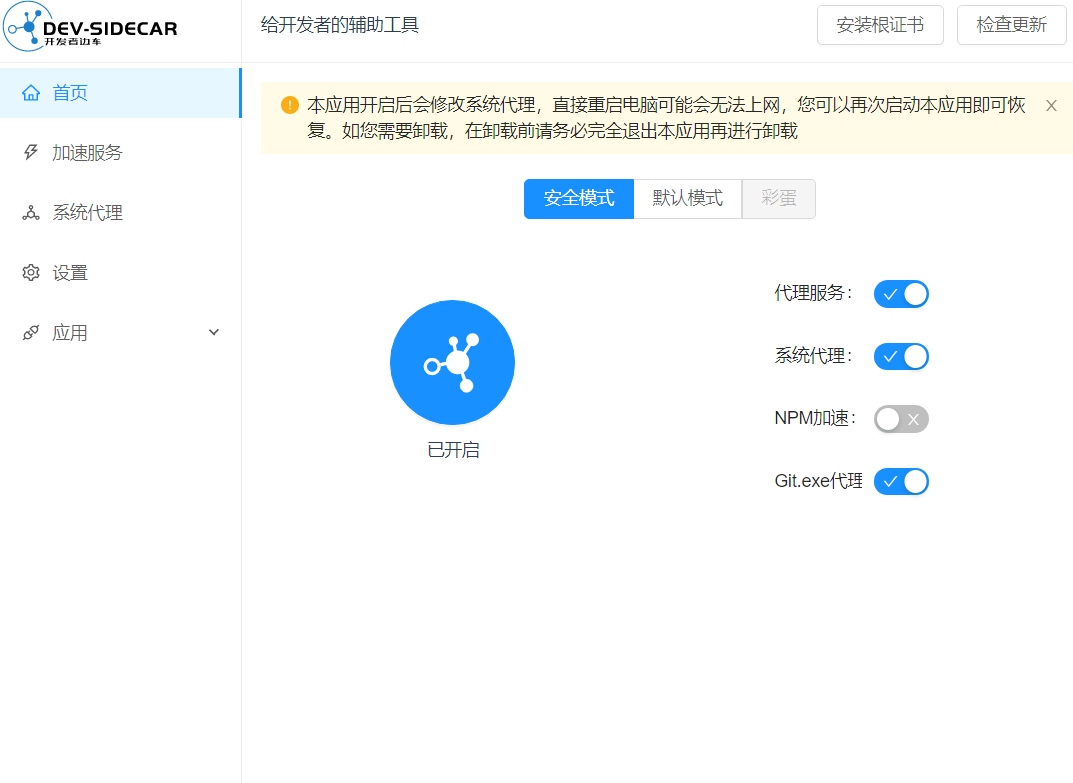 DEV-SIDECAR
开发者边车
给开发者的辅助工具
安装根证书
检查更新
首页
加速服务
系统代理
设置
应用
本应用开启后会修改系统代理，直接重启电脑可能会无法上网，您可以再次启动本应用即可恢
复。如您需要卸载，在卸载前请务必完全退出本应用再进行卸载
安全模式
默认模式
彩蛋
已开启
代理服务：
系统代理：
NPM加速：
Git.exe代理